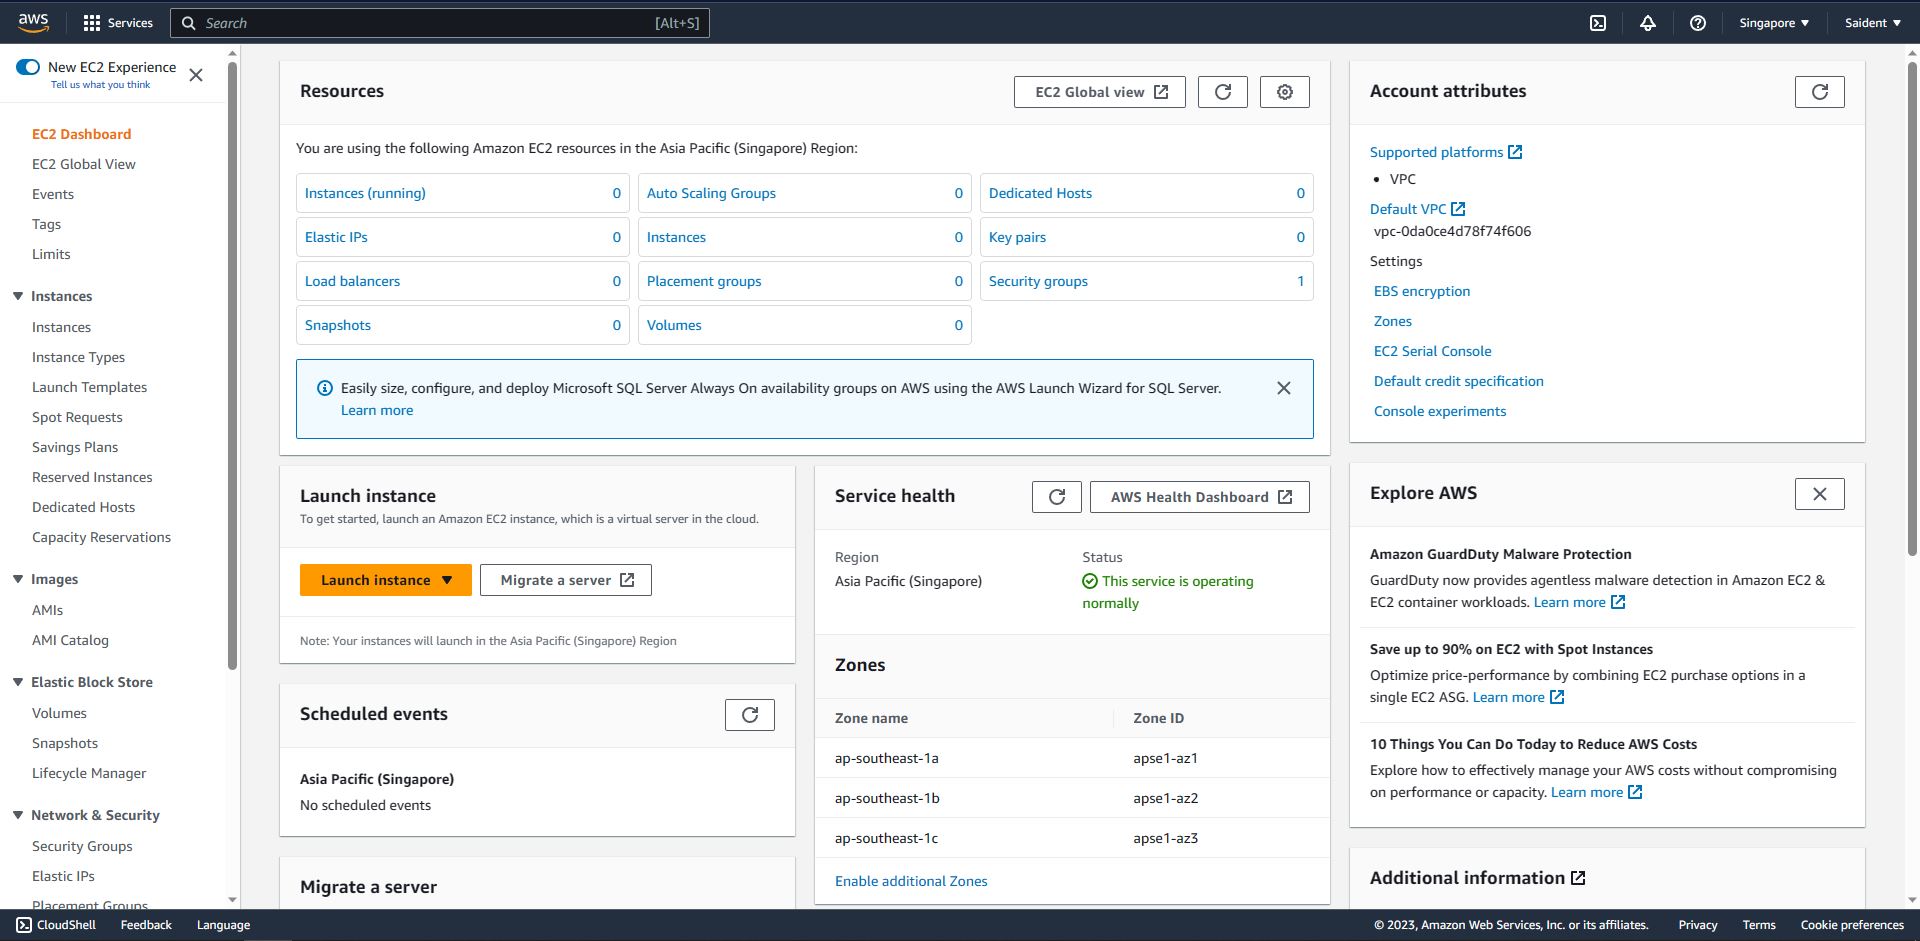 aws
Services
Search
[Alt+S]
Singapore
Saident
New EC2 Experience
Tell us what you think
EC2 Dashboard
EC2 Global View
Events
Tags
Limits
Instances
Instances
Instance Types
Launch Templates
Spot Requests
Savings Plans
Reserved Instances
Dedicated Hosts
Capacity Reservations
Images
AMIs
AMI Catalog
Elastic Block Store
Volumes
Snapshots
Lifecycle Manager
Network & Security
Security Groups
Elastic IPs
Placement Groups
Resources
EC2 Global view
You are using the following Amazon EC2 resources in the Asia Pacific (Singapore) Region:
Instances (running) 0
Auto Scaling Groups 0
Dedicated Hosts 0
Elastic IPs 0
Instances 0
Key pairs 0
Load balancers 0
Placement groups 0
Security groups 1
Snapshots 0
Volumes 0
Easily size, configure, and deploy Microsoft SQL Server Always On availability groups on AWS using the AWS Launch Wizard for SQL Server.
Learn more
Launch instance
To get started, launch an Amazon EC2 instance, which is a virtual server in the cloud.
Launch instance
Migrate a server
Note: Your instances will launch in the Asia Pacific (Singapore) Region
Scheduled events
Asia Pacific (Singapore)
No scheduled events
Migrate a server
Service health
AWS Health Dashboard
Region
Asia Pacific (Singapore)
Status
This service is operating
normally
Zones
Zone name Zone ID
ap-southeast-1a apse1-az1
ap-southeast-1b apse1-az2
ap-southeast-1c apse1-az3
Enable additional Zones
Account attributes
Supported platforms
• VPC
Default VPC
vpc-0da0ce4d78f74f606
Settings
EBS encryption
Zones
EC2 Serial Console
Default credit specification
Console experiments
Explore AWS
Amazon GuardDuty Malware Protection
GuardDuty now provides agentless malware detection in Amazon EC2 &
EC2 container workloads. Learn more
Save up to 90% on EC2 with Spot Instances
Optimize price-performance by combining EC2 purchase options in a
single EC2 ASG. Learn more
10 Things You Can Do Today to Reduce AWS Costs
Explore how to effectively manage your AWS costs without compromising
on performance or capacity. Learn more
Additional information
CloudShell
Feedback
Language
© 2023, Amazon Web Services, Inc. or its affiliates.
Privacy
Terms
Cookie preferences